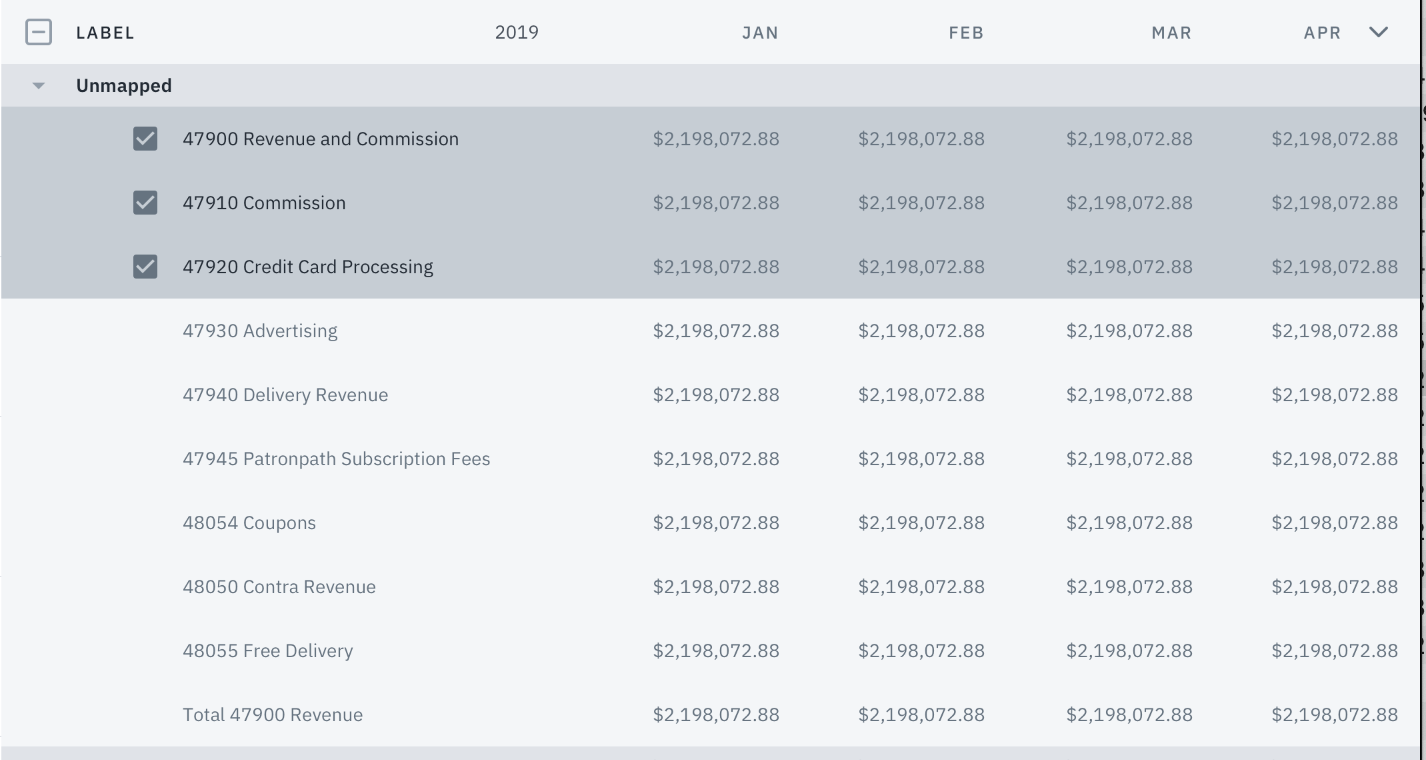 LABEL 2019 JAN FEB MAR APR
Unmapped
47900 Revenue and Commission $2,198,072.88 $2,198,072.88 $2,198,072.88 $2,198,072.88
47910 Commission $2,198,072.88 $2,198,072.88 $2,198,072.88 $2,198,072.88
47920 Credit Card Processing $2,198,072.88 $2,198,072.88 $2,198,072.88 $2,198,072.88
47930 Advertising $2,198,072.88 $2,198,072.88 $2,198,072.88 $2,198,072.88
47940 Delivery Revenue $2,198,072.88 $2,198,072.88 $2,198,072.88 $2,198,072.88
47945 Patronpath Subscription Fees $2,198,072.88 $2,198,072.88 $2,198,072.88 $2,198,072.88
48054 Coupons $2,198,072.88 $2,198,072.88 $2,198,072.88 $2,198,072.88
48050 Contra Revenue $2,198,072.88 $2,198,072.88 $2,198,072.88 $2,198,072.88
48055 Free Delivery $2,198,072.88 $2,198,072.88 $2,198,072.88 $2,198,072.88
Total 47900 Revenue $2,198,072.88 $2,198,072.88 $2,198,072.88 $2,198,072.88